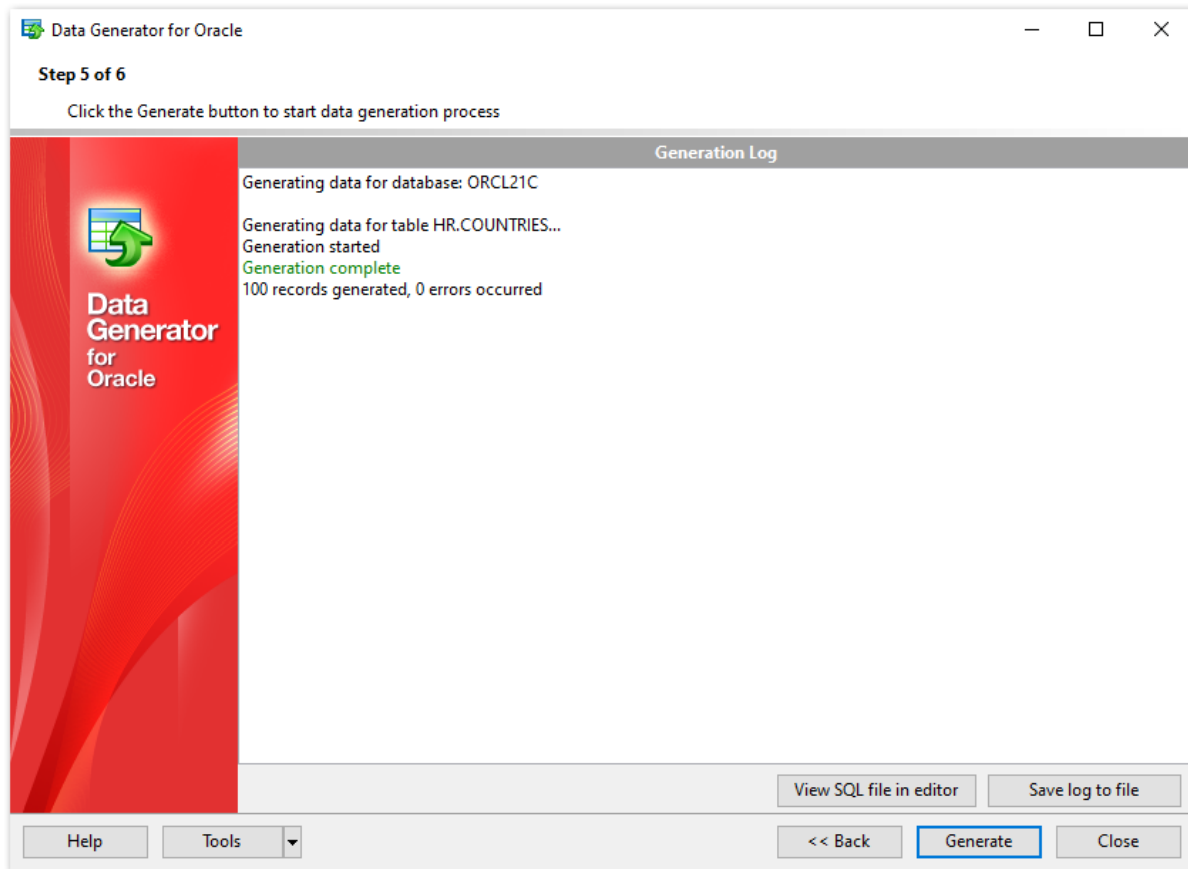 Data Generator for Oracle
Step 5 of 6
Click the Generate button to start data generation process
Generation Log
Data
Generator
for
Oracle
Generating data for database: ORCL21C
Generating data for table HR.COUNTRIES...
Generation started
Generation complete
100 records generated, 0 errors occurred
View SQL file in editor
Save log to file
Help
Tools
<< Back
Generate
Close